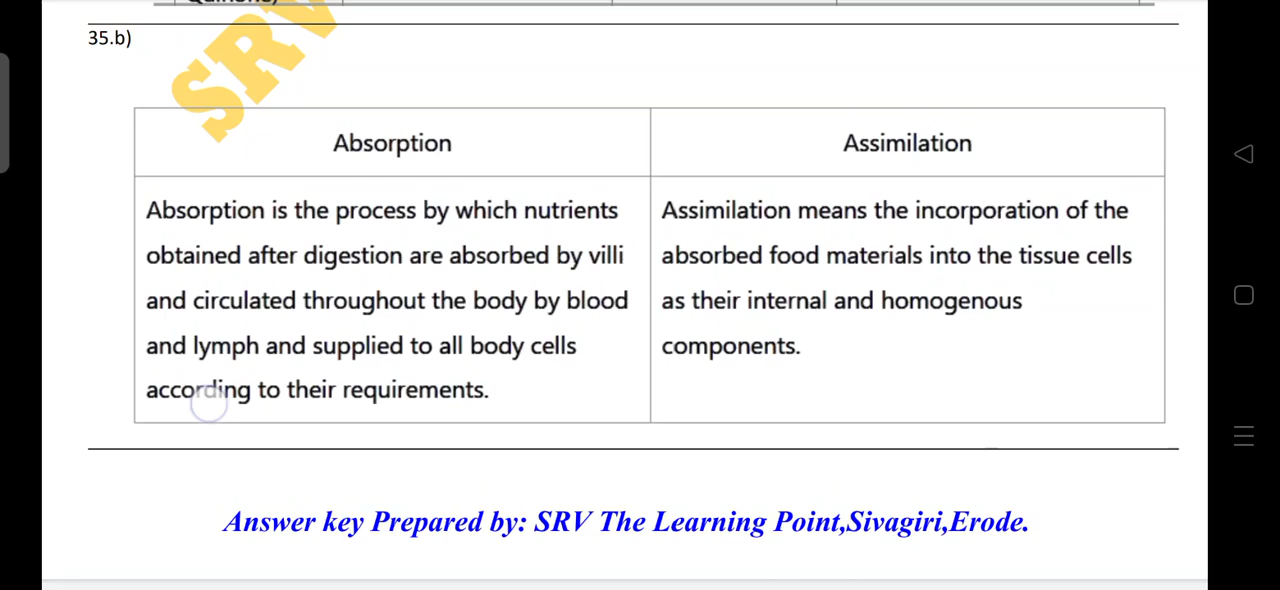 35.b)
SRV
Absorption
Assimilation
Absorption is the process by which nutrients
obtained after digestion are absorbed by villi
and circulated throughout the body by blood
and lymph and supplied to all body cells
according to their requirements.
Assimilation means the incorporation of the
absorbed food materials into the tissue cells
as their internal and homogenous
components.
Answer key Prepared by: SRV The Learning Point,Sivagiri,Erode.